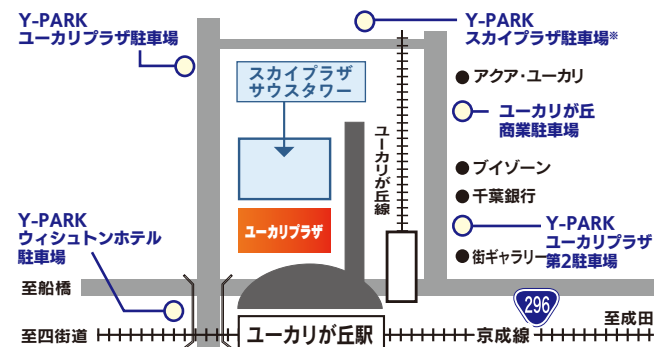 Y-PARK
ユーカリプラザ駐車場
Y-PARK
スカイプラザ駐車場※
スカイプラザ
サウスタワー
アクア・ユーカリ
ユーカリが丘
商業駐車場
ユーカリが丘線
ブイゾーン
千葉銀行
Y-PARK
ウィシュトンホテル
駐車場
ユーカリプラザ
Y-PARK
ユーカリプラザ
第2駐車場
街ギャラリー
至船橋
296
至成田
至四街道
ユーカリが丘駅
京成線